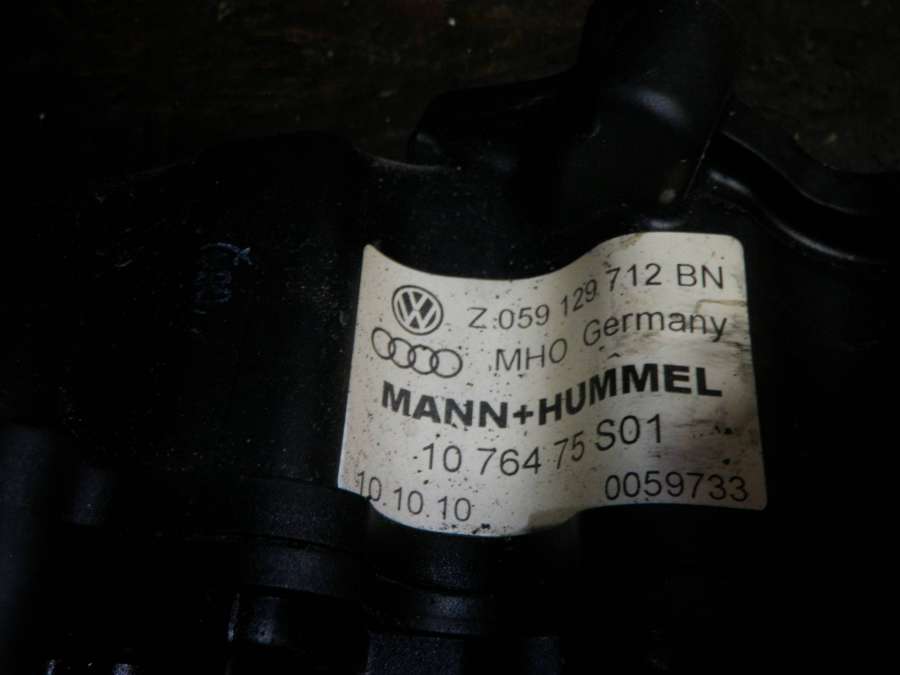 Z 059 129 712 BN
MHO Germany
MANN+HUMMEL
10 764 75 S01
10.10.10 0059733